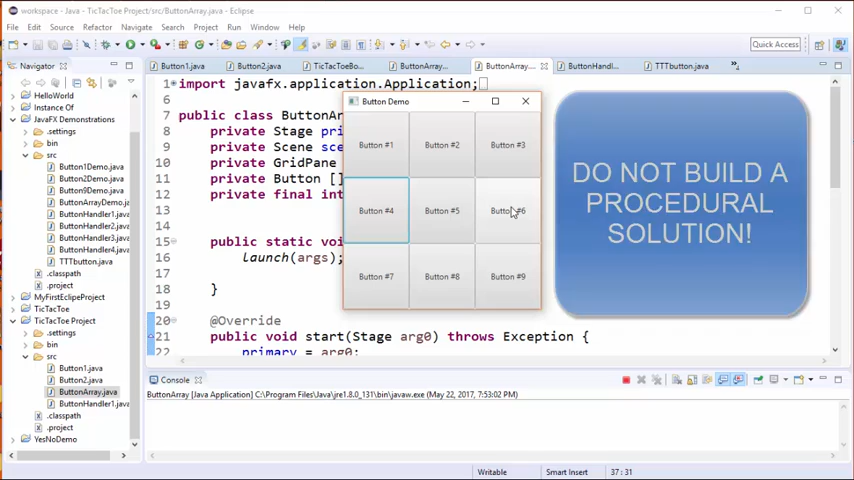 workspace - TicTacToe Project/src/ButtonArray.java - Eclipse
File Edit Source Refactor Navigate Search Project Run Window Help
Quick Access
Navigator
Button1.java
Button2.java
TicTacToeBo...
ButtonArray...
ButtonArray...
ButtonHandl...
TTTbutton.java
HelloWorld
Instance Of
JavaFX Demonstrations
.settings
bin
src
Button1Demo.java
Button2Demo.java
Button9Demo.java
ButtonArrayDemo.java
ButtonHandler1.java
ButtonHandler2.java
ButtonHandler3.java
ButtonHandler4.java
TTTbutton.java
.classpath
.project
MyFirstEclipeProject
TicTacToe
TicTacToe Project
.settings
bin
src
Button1.java
Button2.java
ButtonArray.java
ButtonHandler1.java
.classpath
.project
YesNoDemo
1 import javafx.application.Application;
6
7 public class ButtonAr
8 private Stage pri
9 private Scene sce
10 private GridPane
11 private Button []
12 private final int
13
14
15 public static voi
16 launch(args);
17
18 }
19
20 @Override
21 public void start(Stage arg0) throws Exception {
22 primary = arg0;
Button Demo
Button #1 Button #2 Button #3
Button #4 Button #5 Button #6
Button #7 Button #8 Button #9
DO NOT BUILD A
PROCEDURAL
SOLUTION!
Console
ButtonArray [Java Application] C:\Program Files\Java\jre1.8.0_131\bin\javaw.exe (May 22, 2017, 7:53:02 PM)
Writable Smart Insert 37 : 31